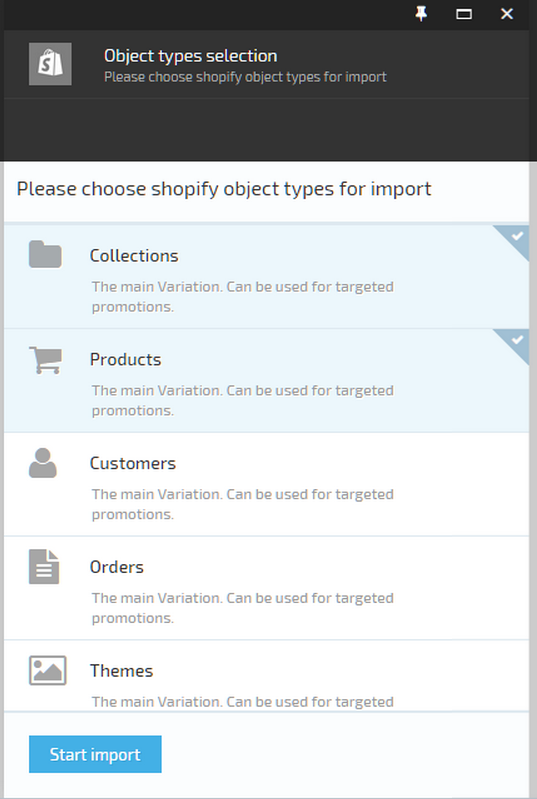 Object types selection
Please choose shopify object types for import
Please choose shopify object types for import
Collections
The main Variation. Can be used for targeted
promotions.
Products
The main Variation. Can be used for targeted
promotions.
Customers
The main Variation. Can be used for targeted
promotions.
Orders
The main Variation. Can be used for targeted
promotions.
Themes
The main Variation. Can be used for targeted
Start import